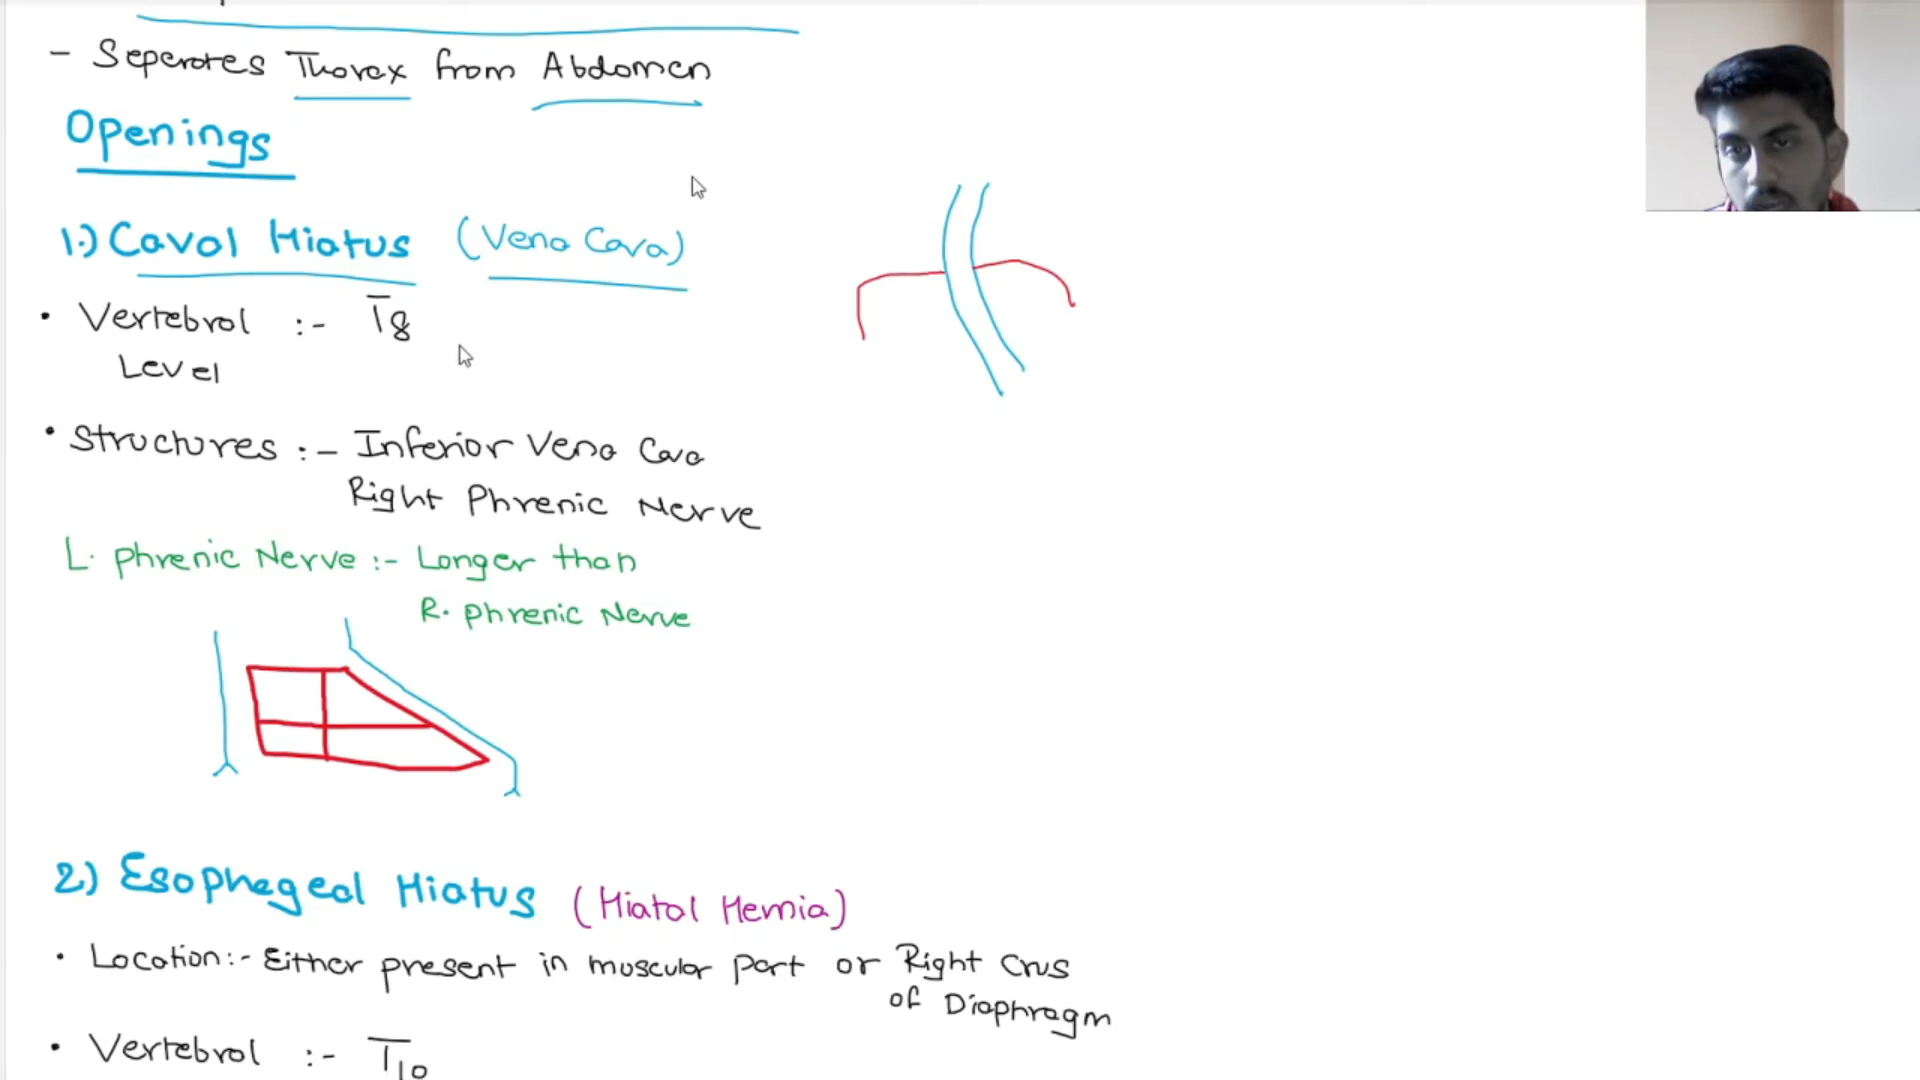 - Seperates Thorax from Abdomen
Openings
1.) Caval Hiatus (Vena Cava)
• Vertebral :- T8
Level
• Structures :- Inferior Vena Cava
Right Phrenic Nerve
L. Phrenic Nerve :- Longer than
R. Phrenic Nerve
2) Esophageal Hiatus (Hiatal Hernia)
• Location :- Either present in muscular part or Right Crus
of Diaphragm
• Vertebral :- T10